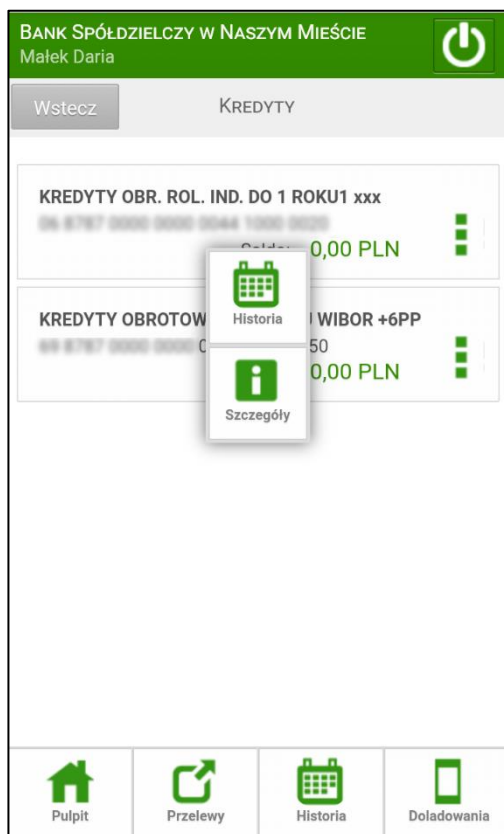 BANK SPÓŁDZIELCZY W NASZYM MIEŚCIE
Małek Daria
Wstecz
KREDYTY
KREDYTY OBR. ROL. IND. DO 1 ROKU1 xxx
0,00 PLN
Historia
KREDYTY OBROTOW WIBOR +6PP
50
0,00 PLN
Szczegóły
Pulpit
Przelewy
Historia
Doladowania